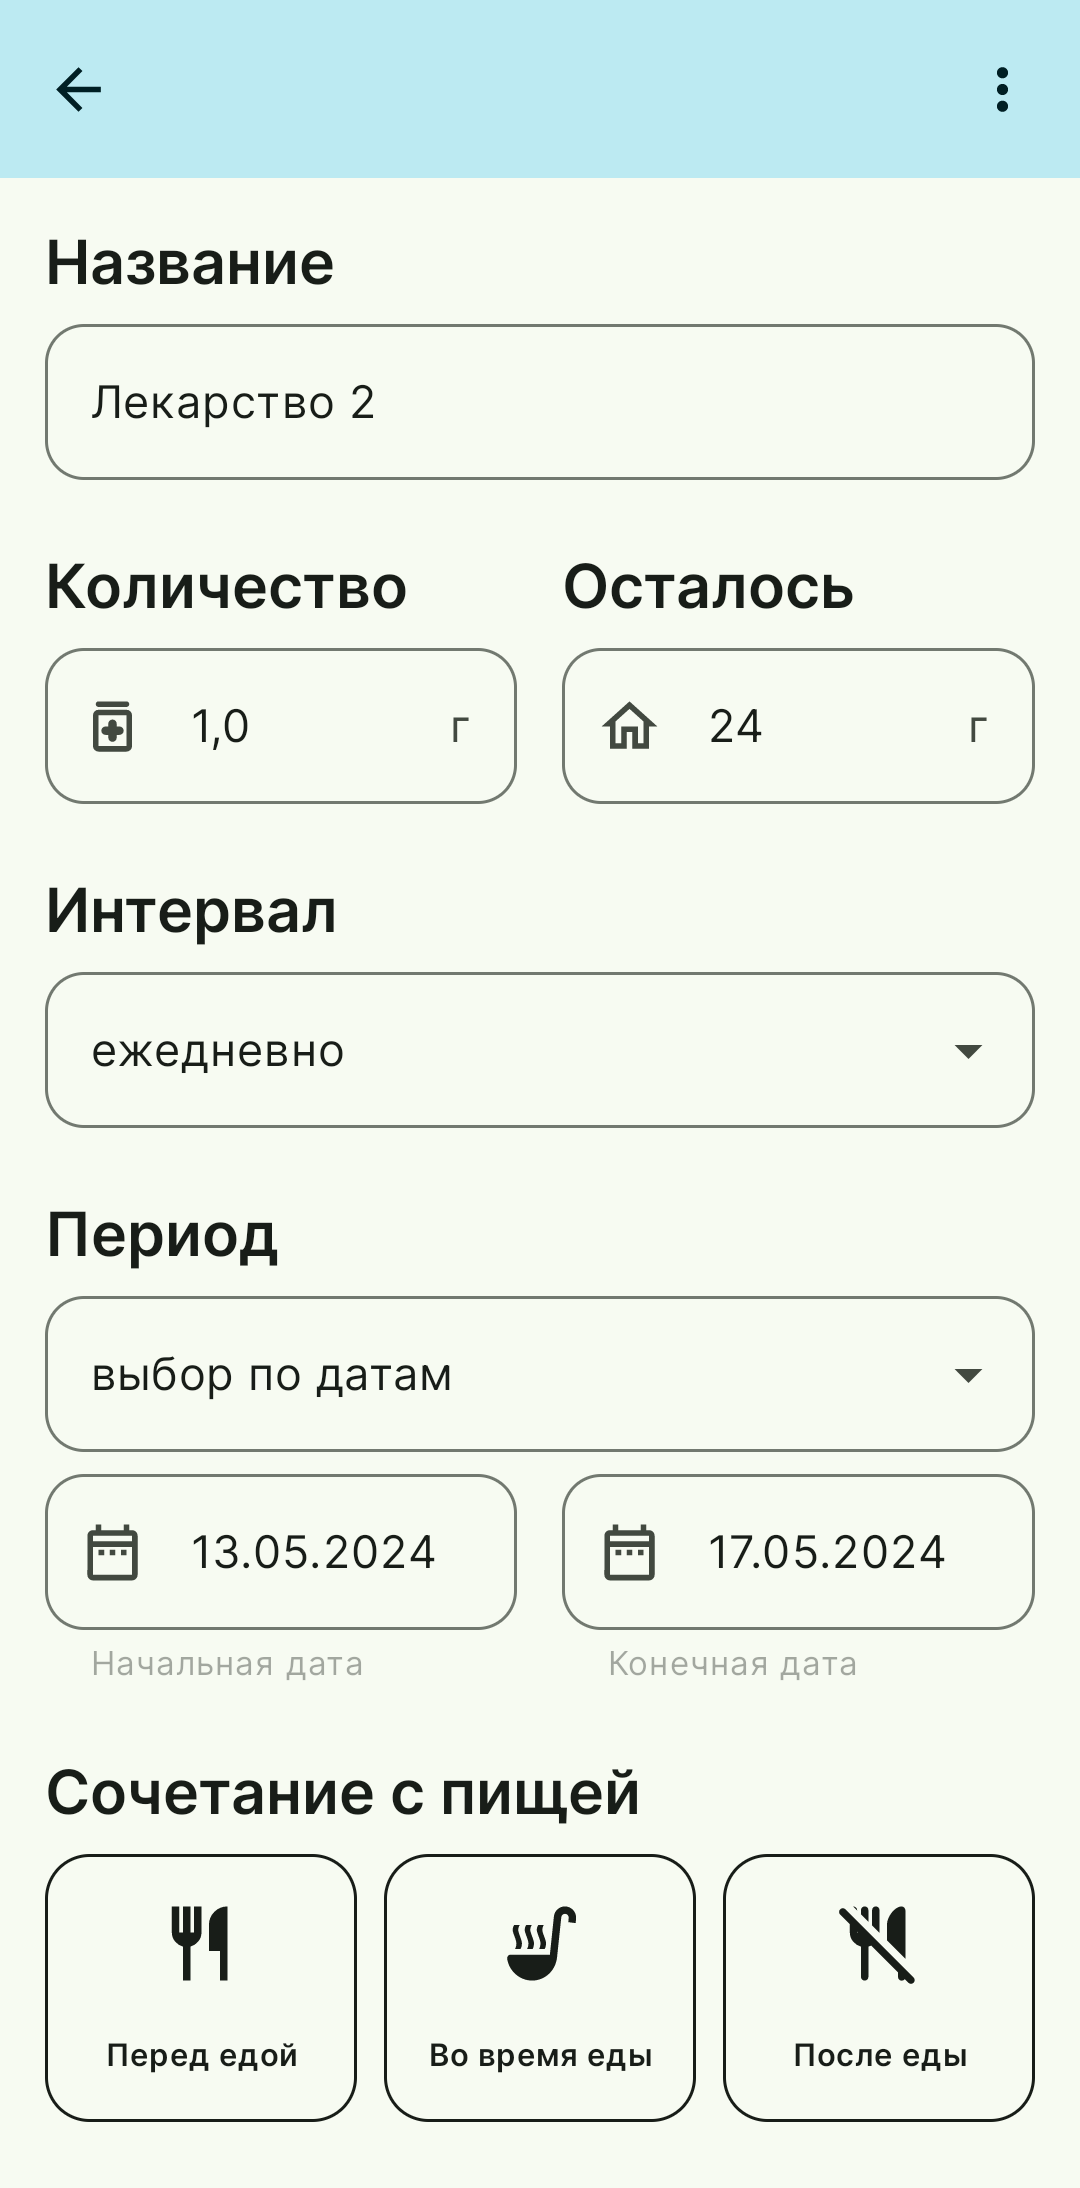 Название
Лекарство 2
Количество
Осталось
1,0 г
24 г
Интервал
ежедневно
Период
выбор по датам
13.05.2024
17.05.2024
Начальная дата
Конечная дата
Сочетание с пищей
Перед едой
Во время еды
После еды